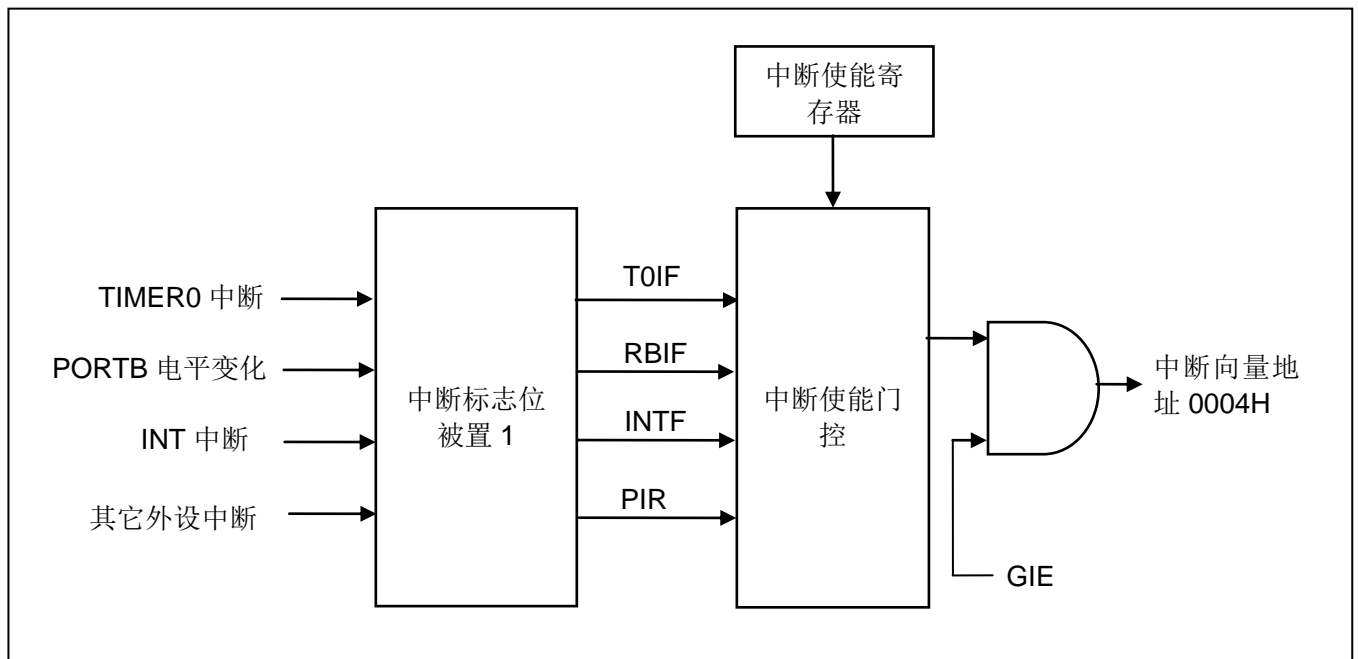 中断使能寄
存器
TIMER0 中断
PORTB 电平变化
INT 中断
其它外设中断
中断标志位
被置 1
T0IF
RBIF
INTF
PIR
中断使能门
控
GIE
中断向量地
址 0004H